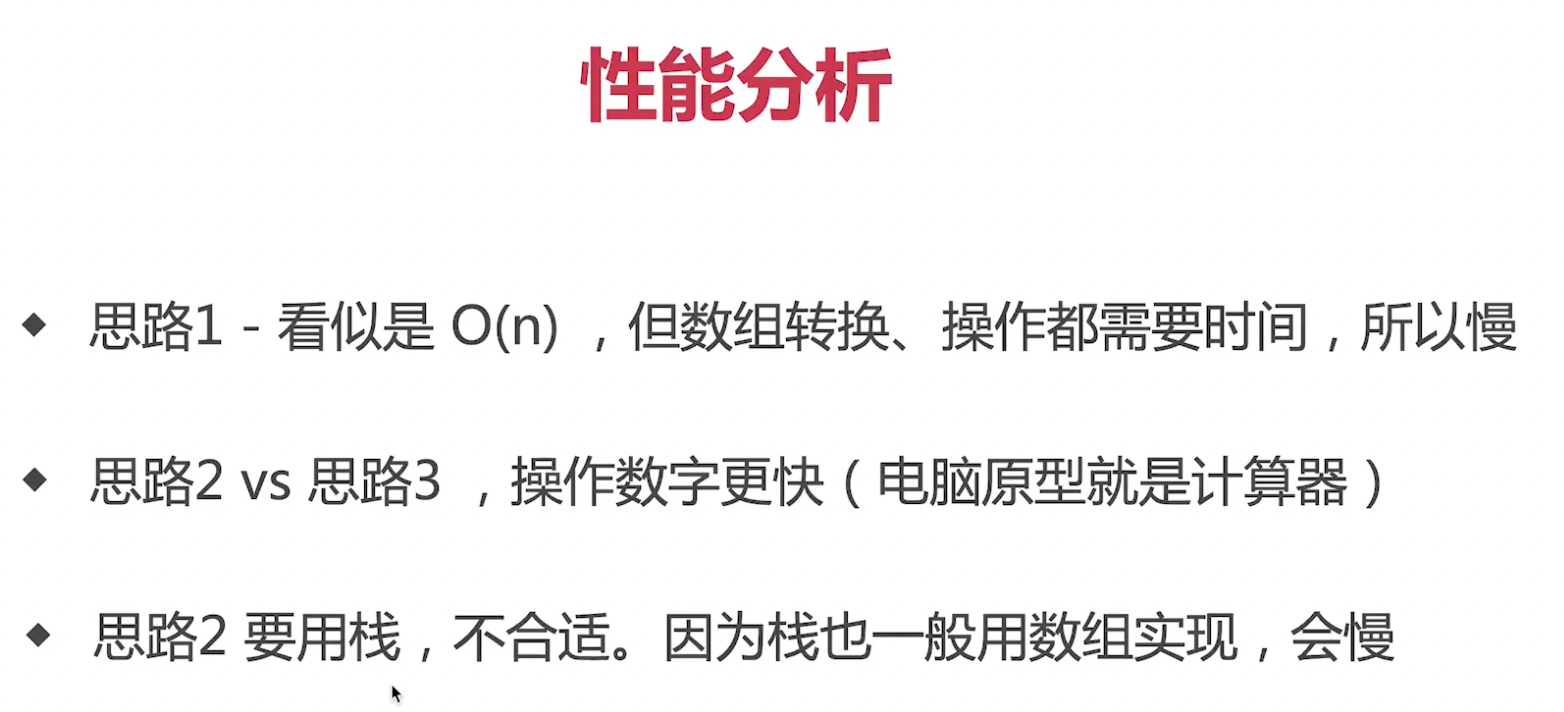 性能分析
思路1 - 看似是 O(n) ，但数组转换、操作都需要时间，所以慢
思路2 vs 思路3 ，操作数字更快（电脑原型就是计算器）
思路2 要用栈，不合适。因为栈也一般用数组实现，会慢